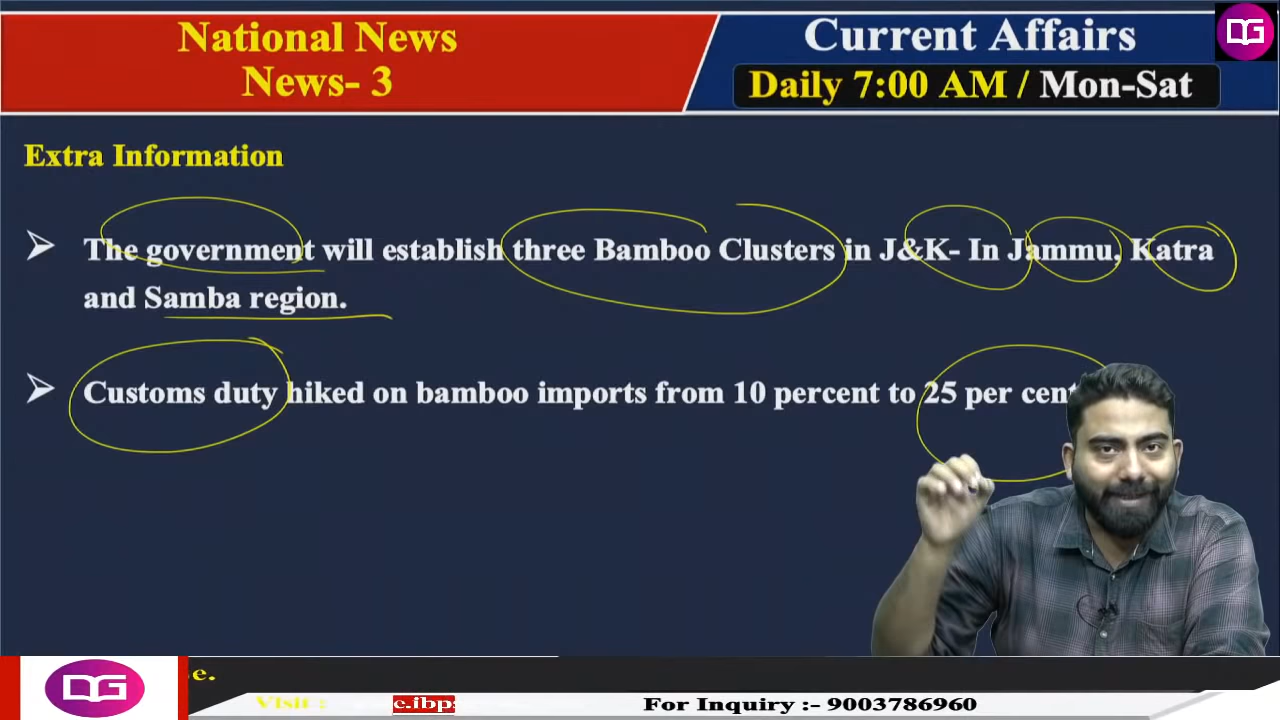 National News
News- 3
Current Affairs
Daily 7:00 AM / Mon-Sat
DG
Extra Information
➢ The government will establish three Bamboo Clusters in J&K- In Jammu, Katra
and Samba region.
➢ Customs duty hiked on bamboo imports from 10 percent to 25 per cent
DG
e.
Visit :
e.ibps
For Inquiry :- 9003786960